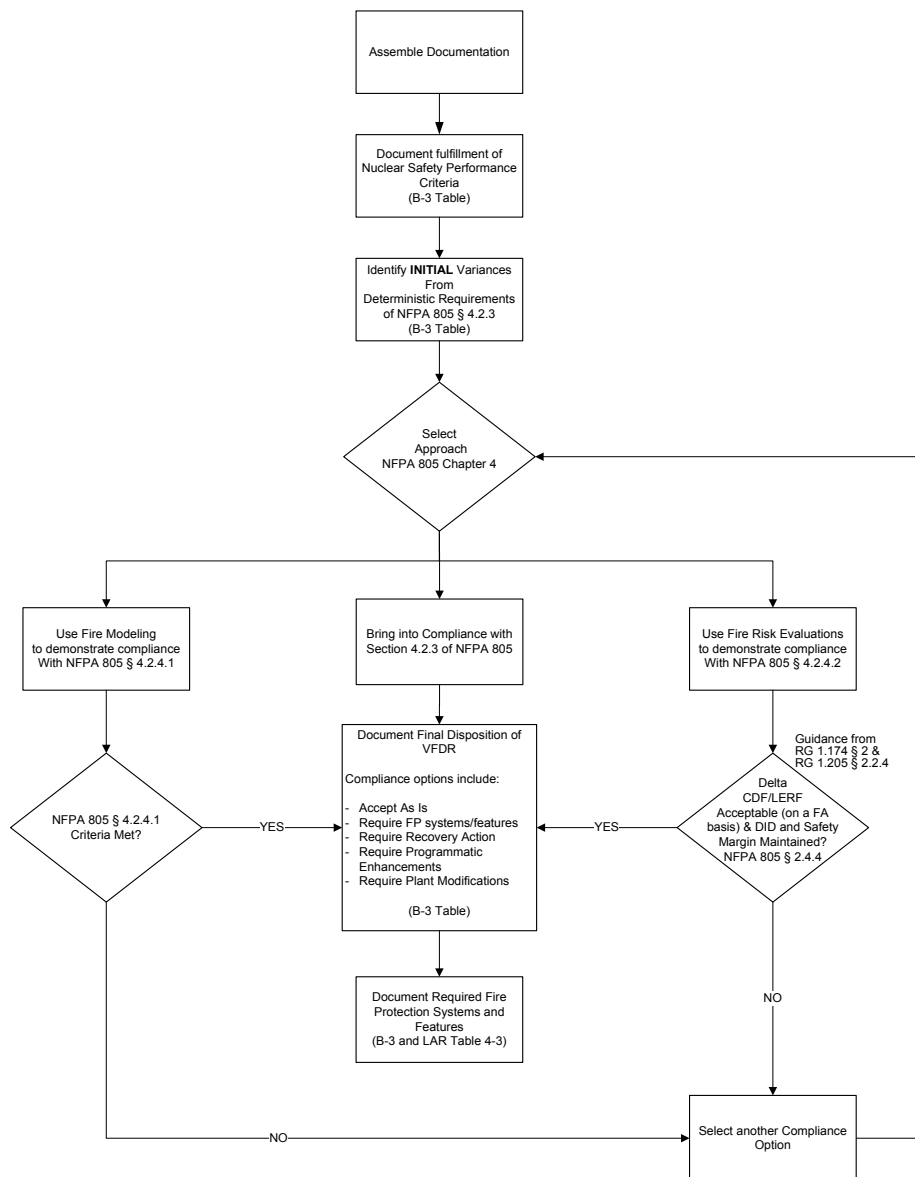 Assemble Documentation
Document fulfillment of
Nuclear Safety Performance
Criteria
(B-3 Table)
Identify INITIAL Variances
From
Deterministic Requirements
of NFPA 805 § 4.2.3
(B-3 Table)
Select
Approach
NFPA 805 Chapter 4
Use Fire Modeling
to demonstrate compliance
With NFPA 805 § 4.2.4.1
Bring into Compliance with
Section 4.2.3 of NFPA 805
Use Fire Risk Evaluations
to demonstrate compliance
With NFPA 805 § 4.2.4.2
Guidance from
RG 1.174 § 2 &
RG 1.205 § 2.2.4
NFPA 805 § 4.2.4.1
Criteria Met?
YES
Document Final Disposition of
VFDR
Compliance options include:
- Accept As Is
- Require FP systems/features
- Require Recovery Action
- Require Programmatic
Enhancements
- Require Plant Modifications
(B-3 Table)
YES
Delta
CDF/LERF
Acceptable (on a FA
basis) & DID and Safety
Margin Maintained?
NFPA 805 § 2.4.4
NO
Document Required Fire
Protection Systems and
Features
(B-3 and LAR Table 4-3)
NO
Select another Compliance
Option